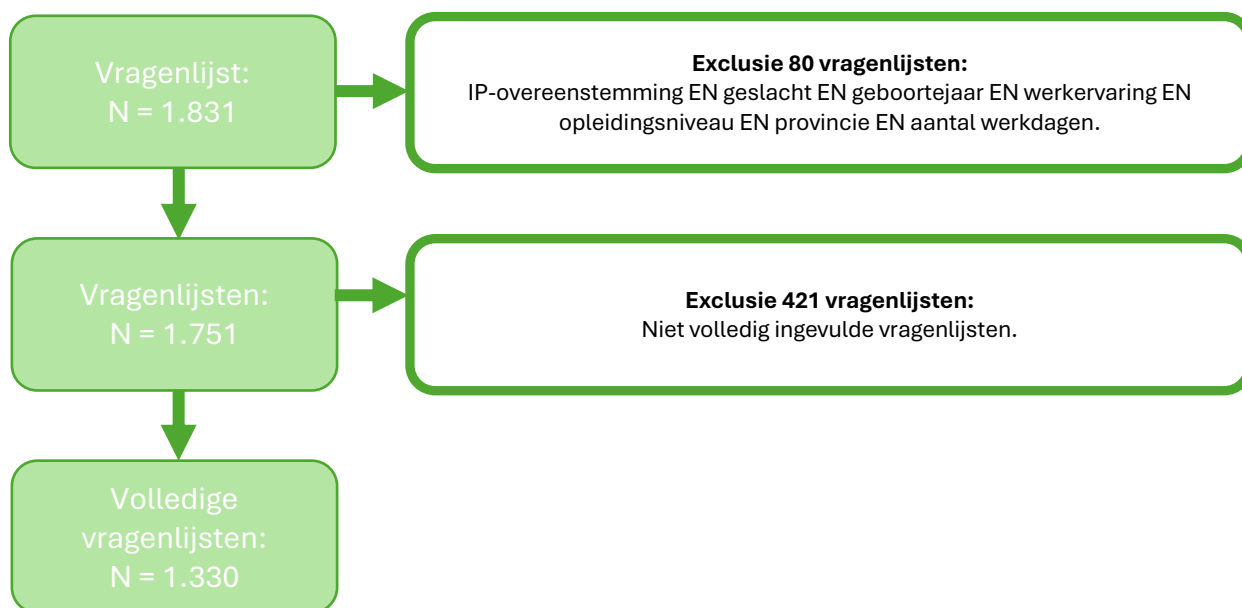 Vragenlijst:
N = 1.831
Exclusie 80 vragenlijsten:
IP-overeenstemming EN geslacht EN geboortejaar EN werkervaring EN
opleidingsniveau EN provincie EN aantal werkdagen.
Vragenlijsten:
N = 1.751
Exclusie 421 vragenlijsten:
Niet volledig ingevulde vragenlijsten.
Volledige
vragenlijsten:
N = 1.330